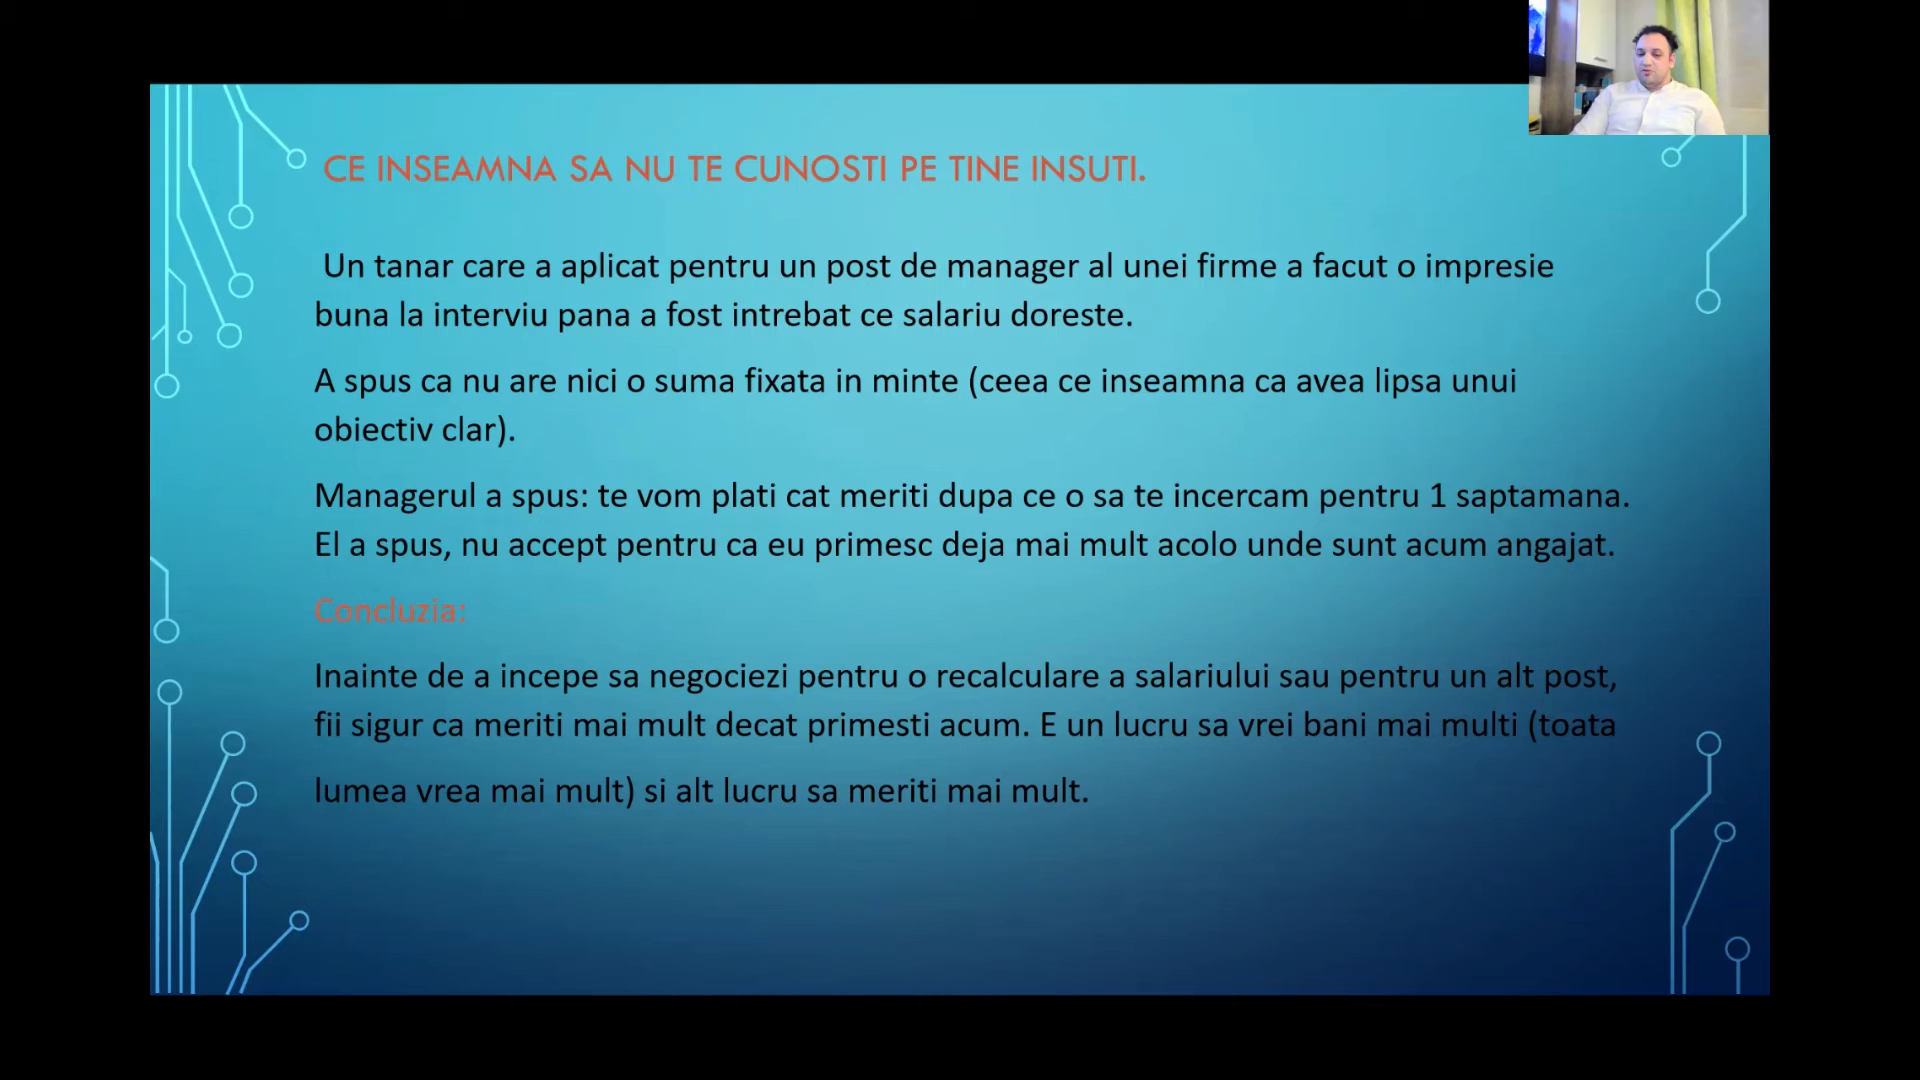 CE INSEAMNA SA NU TE CUNOSTI PE TINE INSUTI.
Un tanar care a aplicat pentru un post de manager al unei firme a facut o impresie
buna la interviu pana a fost intrebat ce salariu doreste.
A spus ca nu are nici o suma fixata in minte (ceea ce inseamna ca avea lipsa unui
obiectiv clar).
Managerul a spus: te vom plati cat meriti dupa ce o sa te incercam pentru 1 saptamana.
El a spus, nu accept pentru ca eu primesc deja mai mult acolo unde sunt acum angajat.
Concluzia:
Inainte de a incepe sa negociezi pentru o recalculare a salariului sau pentru un alt post,
fii sigur ca meriti mai mult decat primesti acum. E un lucru sa vrei bani mai multi (toata
lumea vrea mai mult) si alt lucru sa meriti mai mult.